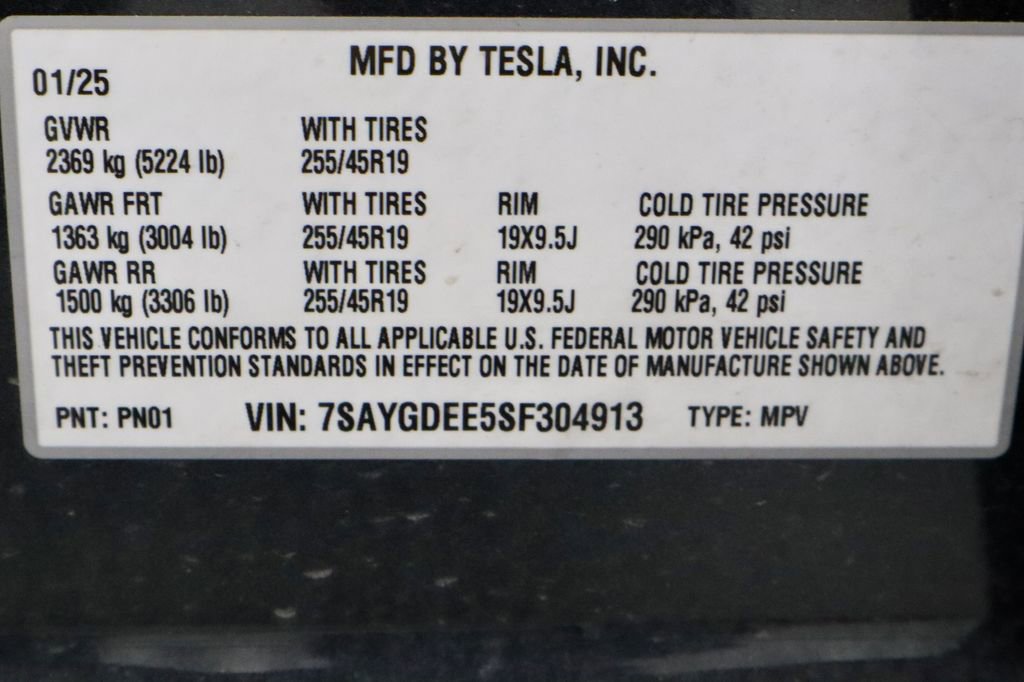 MFD BY TESLA, INC.
01/25
GVWR WITH TIRES
2369 kg (5224 lb) 255/45R19
GAWR FRT WITH TIRES RIM COLD TIRE PRESSURE
1363 kg (3004 lb) 255/45R19 19X9.5J 290 kPa, 42 psi
GAWR RR WITH TIRES RIM COLD TIRE PRESSURE
1500 kg (3306 lb) 255/45R19 19X9.5J 290 kPa, 42 psi
THIS VEHICLE CONFORMS TO ALL APPLICABLE U.S. FEDERAL MOTOR VEHICLE SAFETY AND
THEFT PREVENTION STANDARDS IN EFFECT ON THE DATE OF MANUFACTURE SHOWN ABOVE.
PNT: PN01 VIN: 7SAYGDEE5SF304913 TYPE: MPV